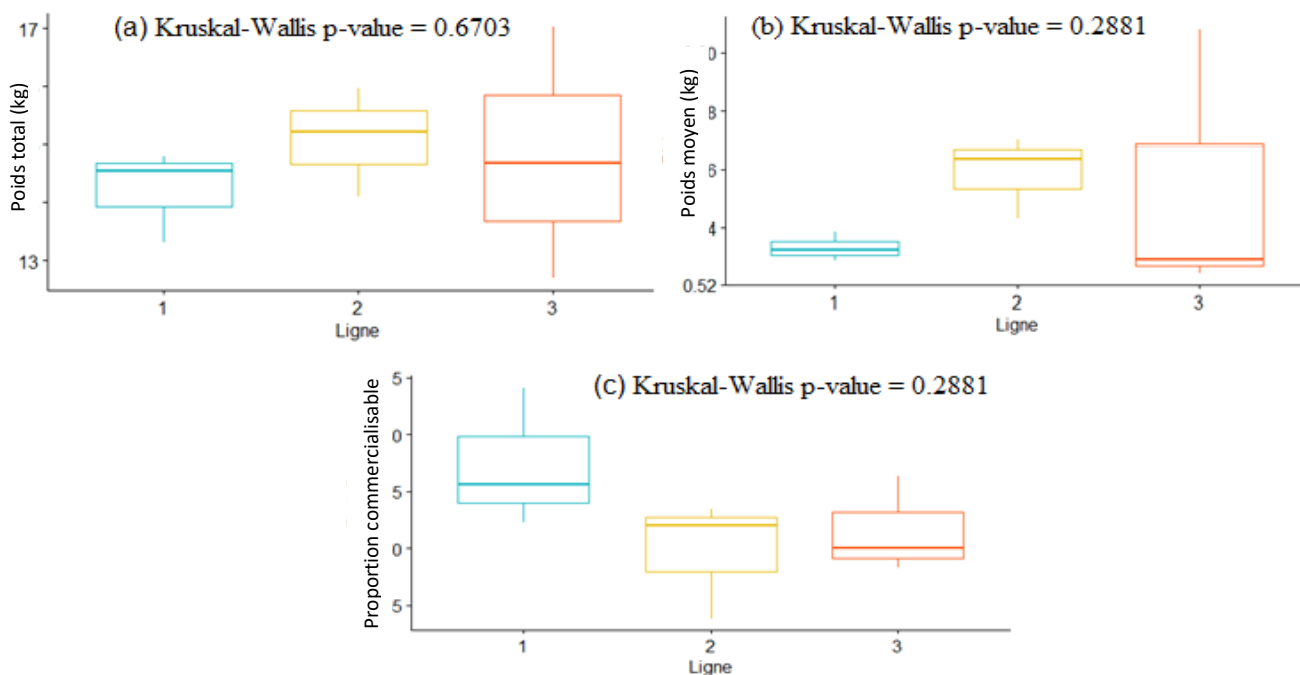 (a) Kruskal-Wallis p-value = 0.6703
Poids total (kg)
17
13
1 2 3
Ligne
(b) Kruskal-Wallis p-value = 0.2881
Poids moyen (kg)
0
8
6
4
0.52
1 2 3
Ligne
(c) Kruskal-Wallis p-value = 0.2881
Proportion commercialisable
5
0
5
0
5
1 2 3
Ligne